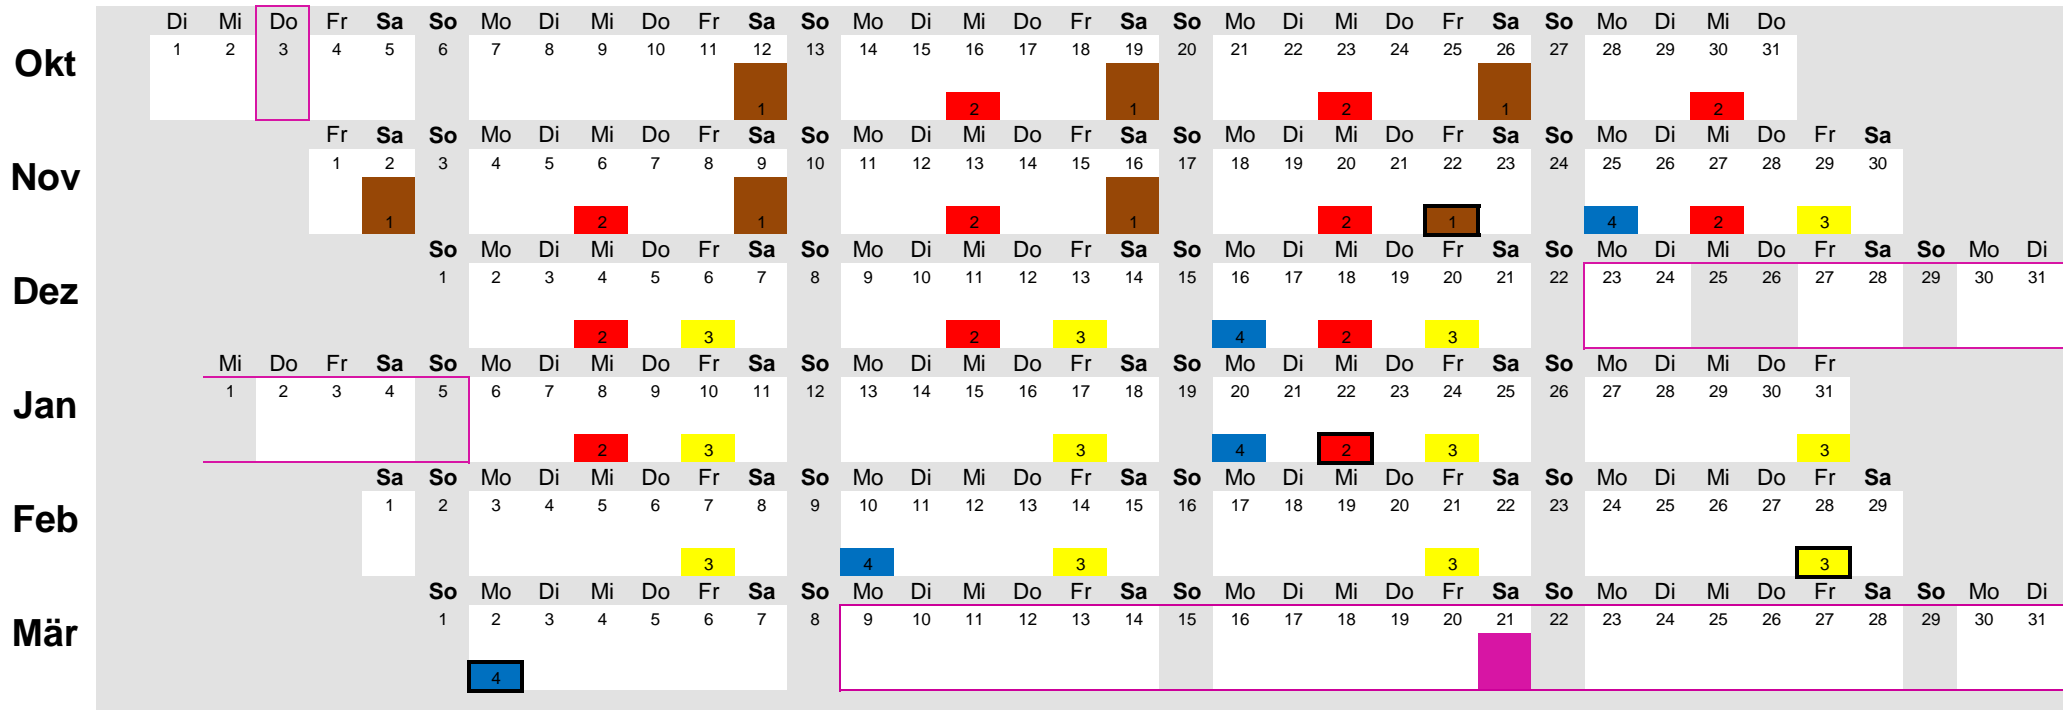 Di Mi Do Fr Sa So Mo Di Mi Do Fr Sa So Mo Di Mi Do Fr Sa So Mo Di Mi Do Fr Sa So Mo Di Mi Do
Okt 1 2 3 4 5 6 7 8 9 10 11 12 13 14 15 16 17 18 19 20 21 22 23 24 25 26 27 28 29 30 31
1 2 1 2 1 2
Fr Sa So Mo Di Mi Do Fr Sa So Mo Di Mi Do Fr Sa So Mo Di Mi Do Fr Sa So Mo Di Mi Do Fr Sa
Nov 1 2 3 4 5 6 7 8 9 10 11 12 13 14 15 16 17 18 19 20 21 22 23 24 25 26 27 28 29 30
1 2 1 2 1 2 1 4 2 3
So Mo Di Mi Do Fr Sa So Mo Di Mi Do Fr Sa So Mo Di Mi Do Fr Sa So Mo Di Mi Do Fr Sa So Mo Di
Dez 1 2 3 4 5 6 7 8 9 10 11 12 13 14 15 16 17 18 19 20 21 22 23 24 25 26 27 28 29 30 31
2 3 2 3 4 2 3
Mi Do Fr Sa So Mo Di Mi Do Fr Sa So Mo Di Mi Do Fr Sa So Mo Di Mi Do Fr Sa So Mo Di Mi Do Fr
Jan 1 2 3 4 5 6 7 8 9 10 11 12 13 14 15 16 17 18 19 20 21 22 23 24 25 26 27 28 29 30 31
2 3 3 4 2 3 3
Sa So Mo Di Mi Do Fr Sa So Mo Di Mi Do Fr Sa So Mo Di Mi Do Fr Sa So Mo Di Mi Do Fr Sa
Feb 1 2 3 4 5 6 7 8 9 10 11 12 13 14 15 16 17 18 19 20 21 22 23 24 25 26 27 28 29
3 4 3 3 3
So Mo Di Mi Do Fr Sa So Mo Di Mi Do Fr Sa So Mo Di Mi Do Fr Sa So Mo Di Mi Do Fr Sa So Mo Di
Mär 1 2 3 4 5 6 7 8 9 10 11 12 13 14 15 16 17 18 19 20 21 22 23 24 25 26 27 28 29 30 31
4